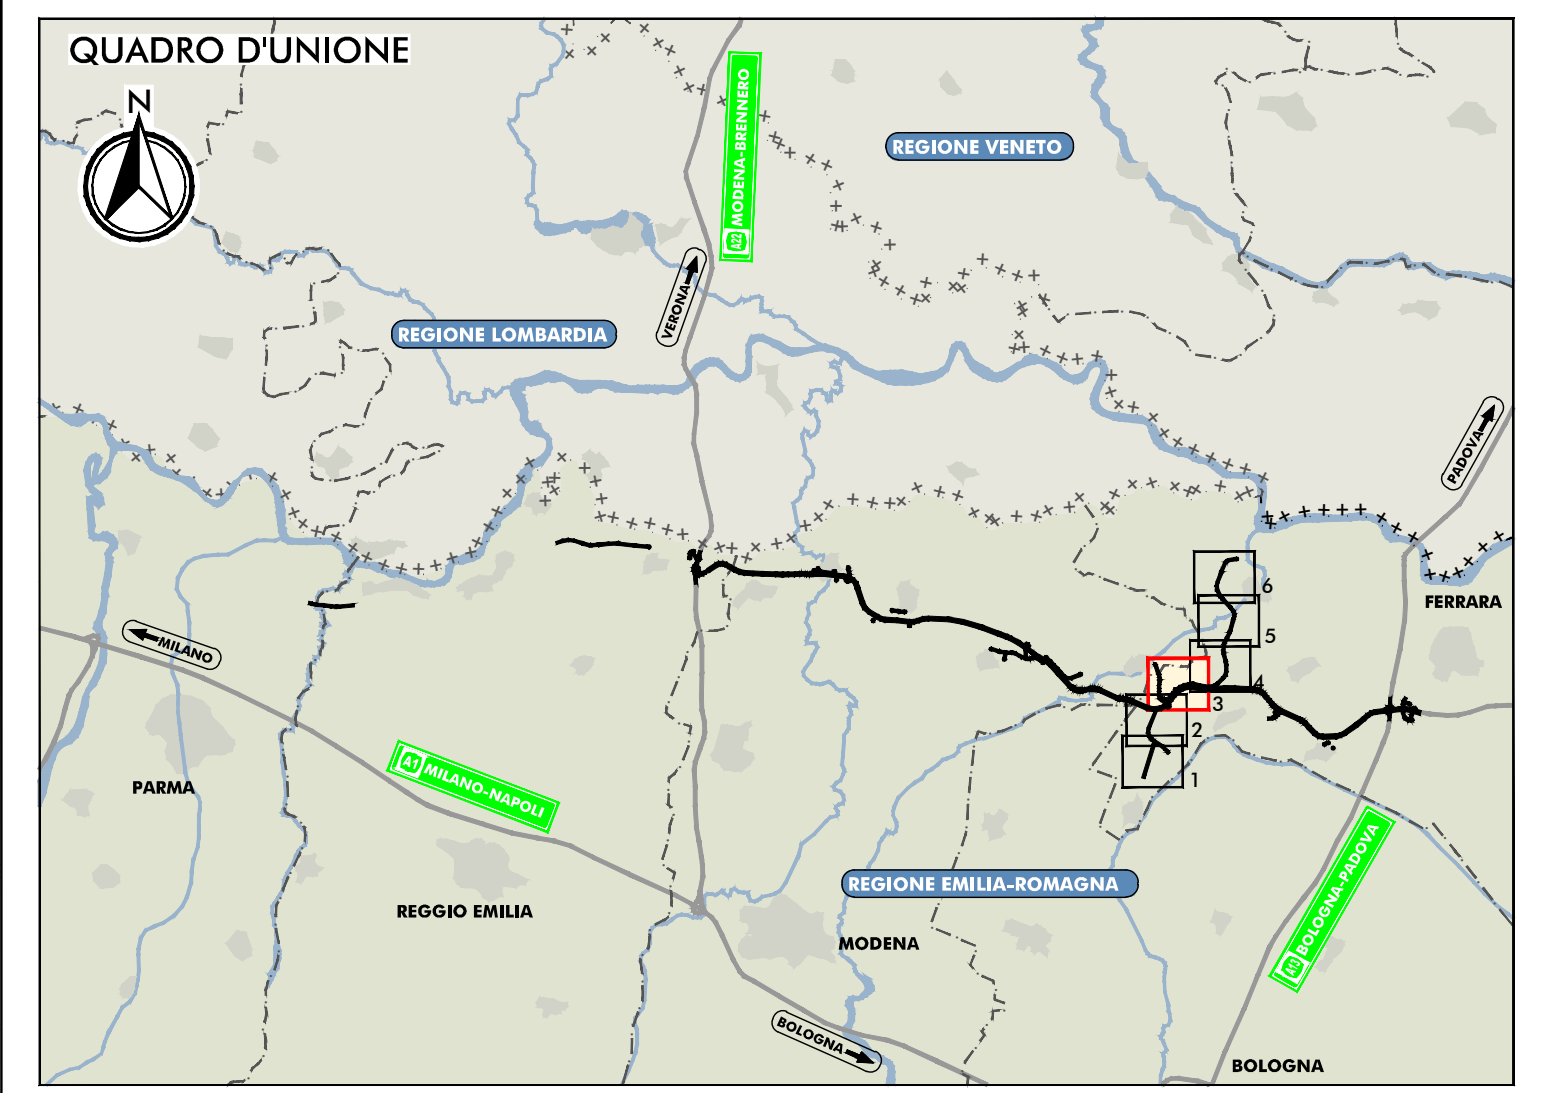 QUADRO D'UNIONE
N
A22 MODENA-BRENNERO
REGIONE VENETO
VERONA
REGIONE LOMBARDIA
PADOVA
6
FERRARA
5
MILANO
4
3
2
1
PARMA
A1 MILANO-NAPOLI
REGIONE EMILIA-ROMAGNA
A13 BOLOGNA-PADOVA
REGGIO EMILIA
MODENA
BOLOGNA
BOLOGNA